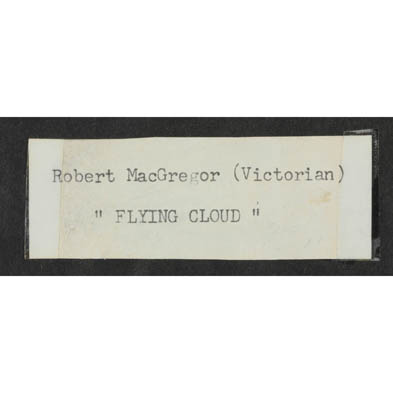 Robert MacGregor (Victorian)
" FLYING CLOUD "